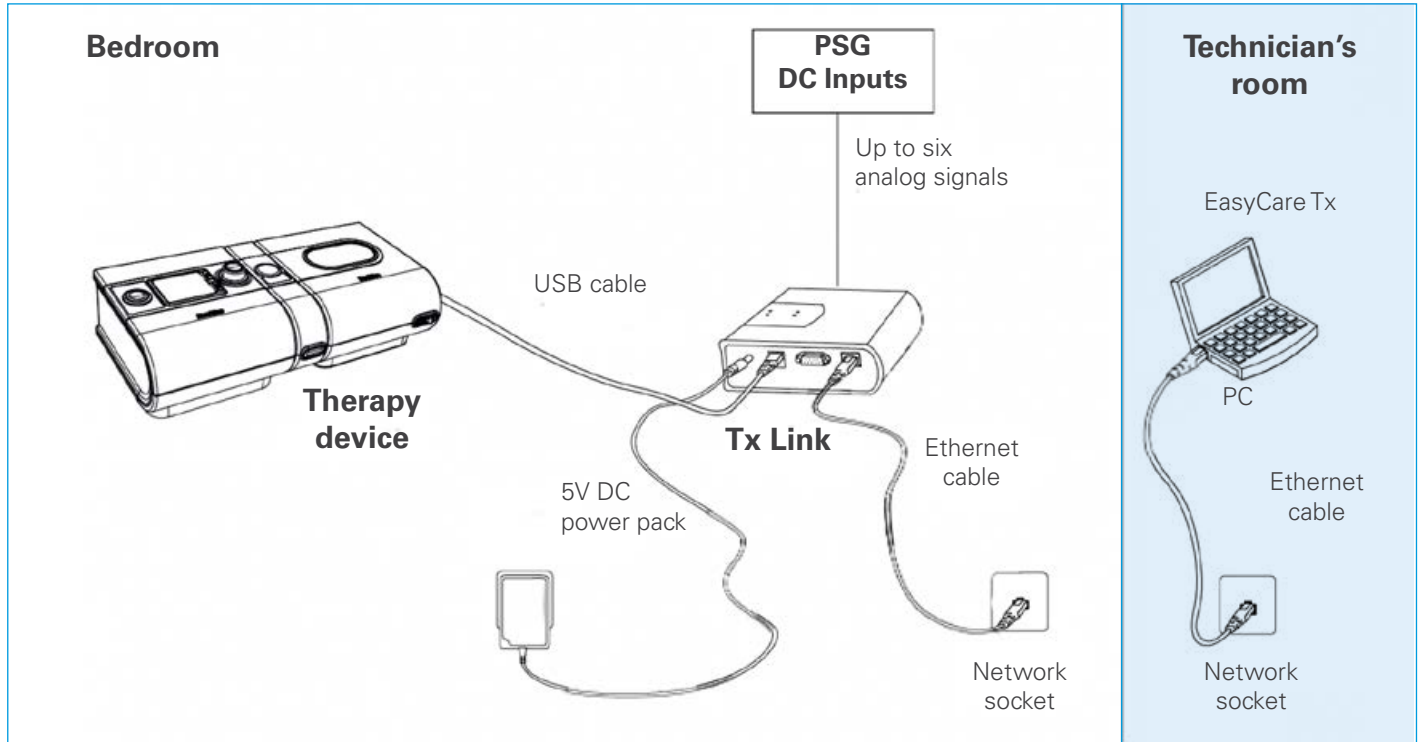 Bedroom
PSG
DC Inputs
Up to six
analog signals
USB cable
Therapy
device
Tx Link
Ethernet
cable
5V DC
power pack
Network
socket
Technician's
room
EasyCare Tx
PC
Ethernet
cable
Network
socket